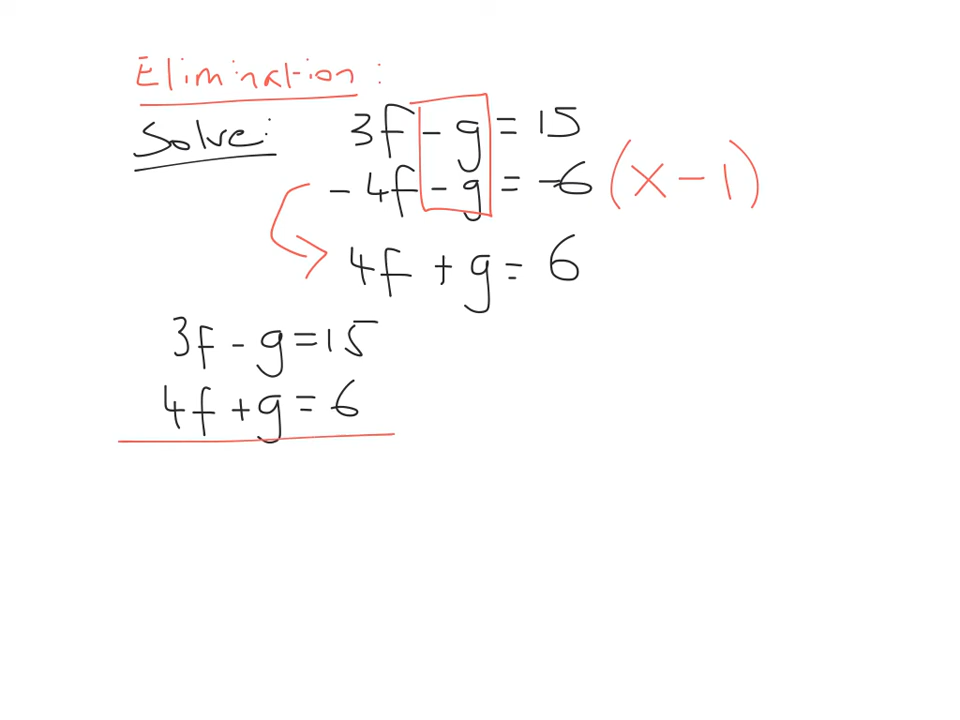 Elimination:
Solve: 3f - g = 15
- 4f - g = -6 (x - 1)
4f + g = 6
3f - g = 15
4f + g = 6